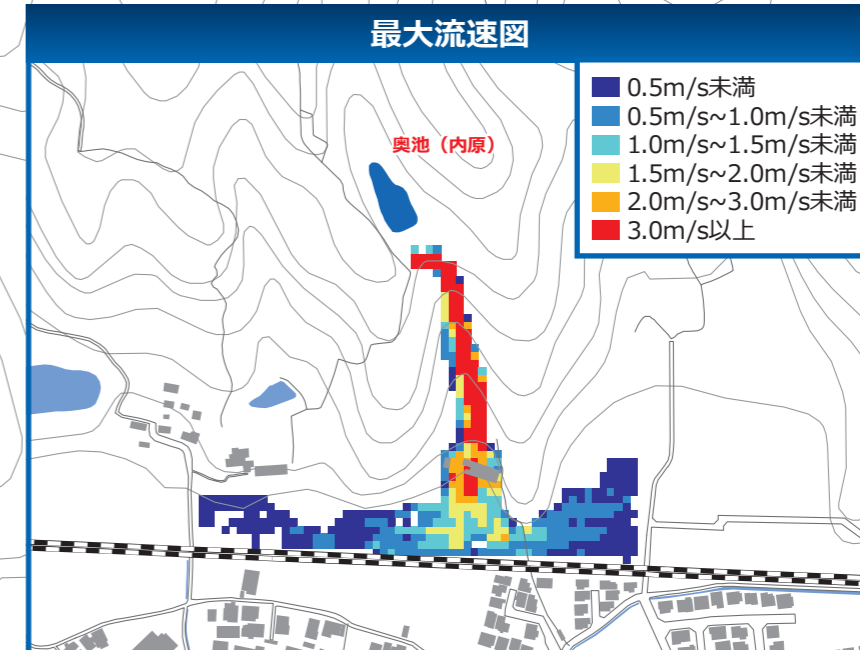 最大流速図
奥池（内原）
0.5m/s未満
0.5m/s~1.0m/s未満
1.0m/s~1.5m/s未満
1.5m/s~2.0m/s未満
2.0m/s~3.0m/s未満
3.0m/s以上